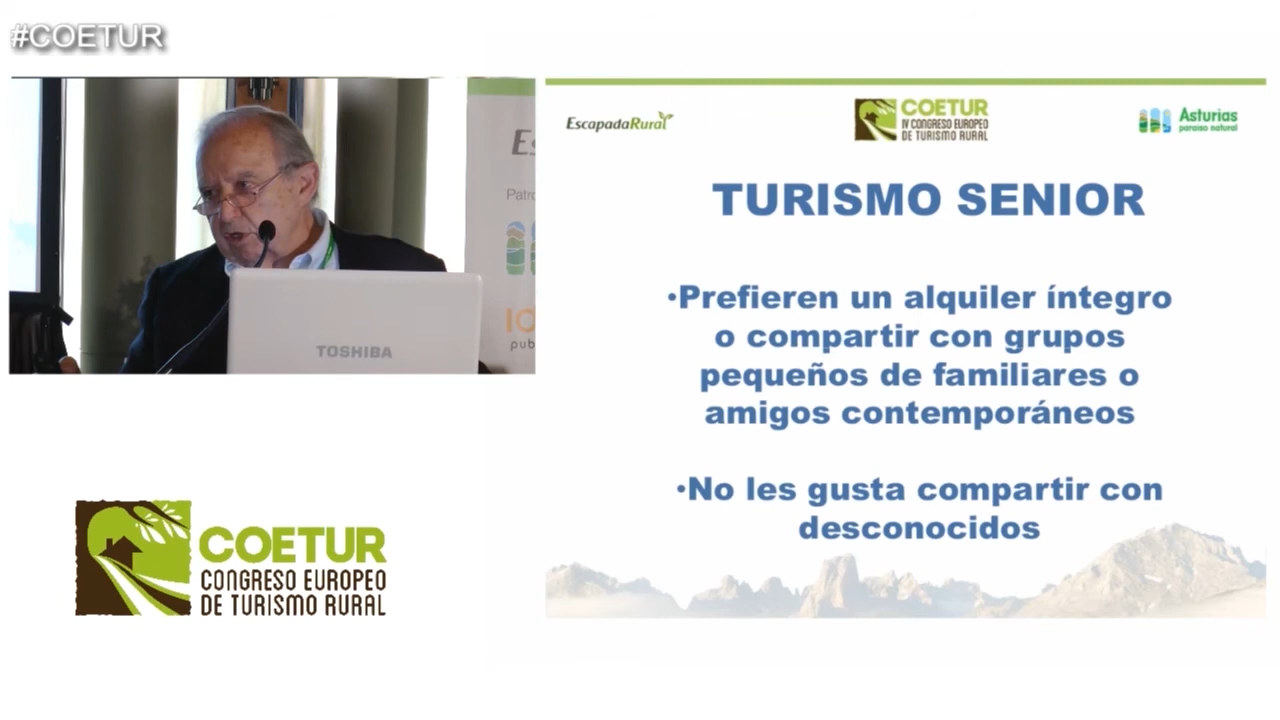 #COETUR
Patro
TOSHIBA
pub
COETUR
CONGRESO EUROPEO
DE TURISMO RURAL
EscapadaRural
COETUR
IV CONGRESO EUROPEO
DE TURISMO RURAL
Asturias
paraíso natural
TURISMO SENIOR
•Prefieren un alquiler íntegro
o compartir con grupos
pequeños de familiares o
amigos contemporáneos
•No les gusta compartir con
desconocidos